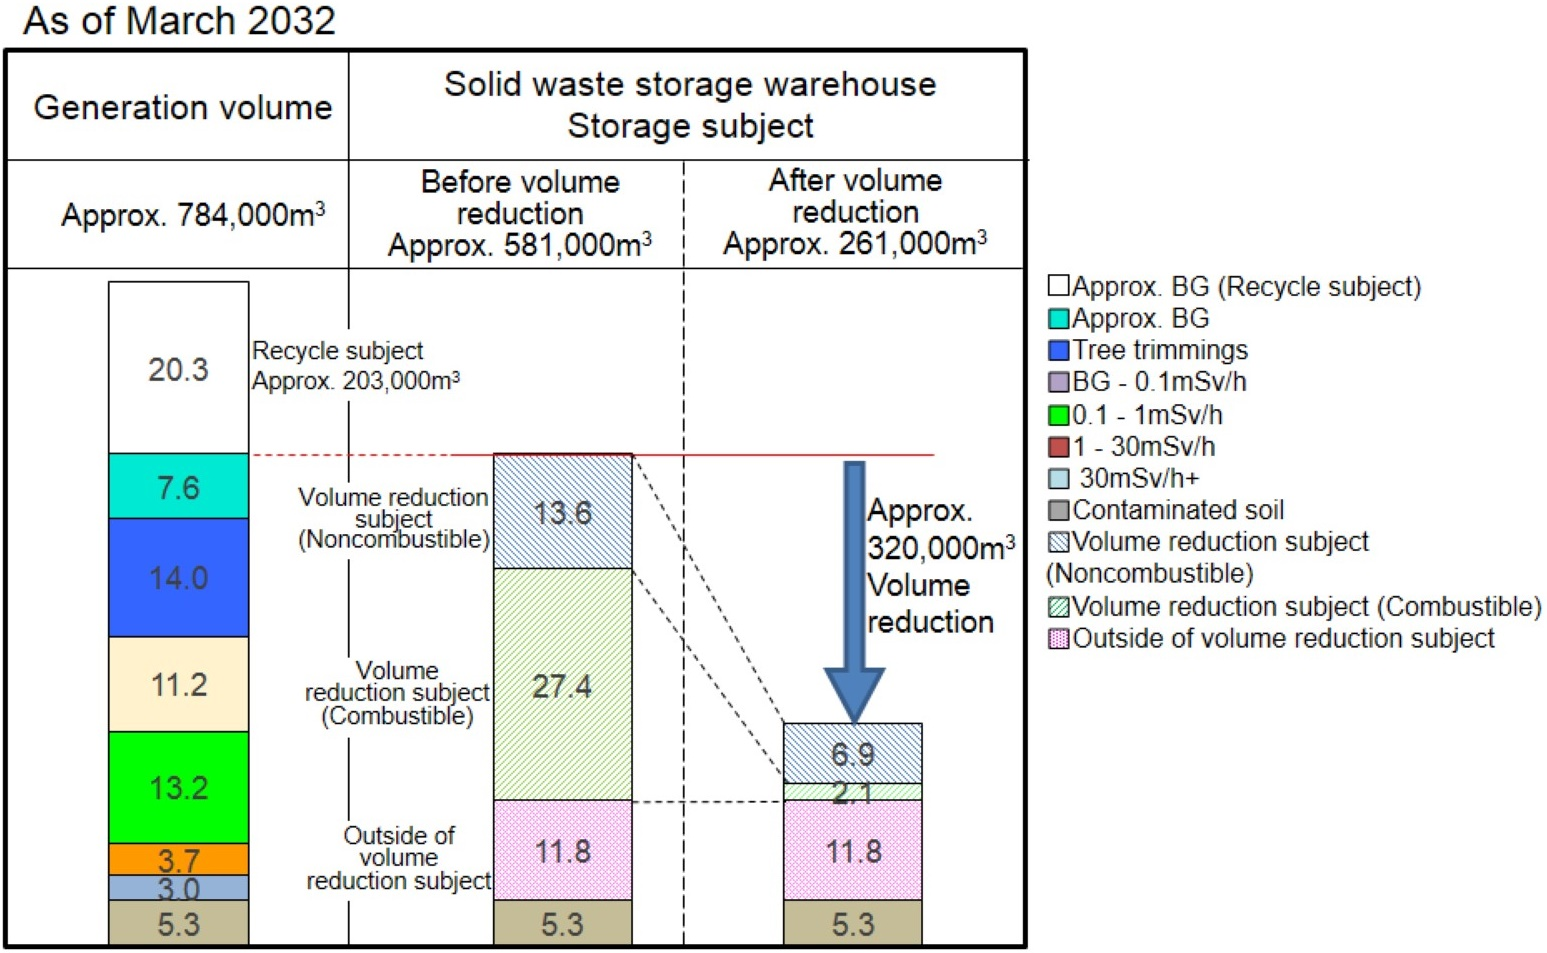 As of March 2032
Generation volume
Solid waste storage warehouse
Storage subject
Approx. 784,000m³
Before volume
reduction
Approx. 581,000m³
After volume
reduction
Approx. 261,000m³
20.3
Recycle subject
Approx. 203,000m³
7.6
14.0
11.2
13.2
3.7
3.0
5.3
Volume reduction
subject
(Noncombustible)
Volume
reduction subject
(Combustible)
Outside of
volume
reduction subject
13.6
27.4
11.8
5.3
Approx.
320,000m³
Volume
reduction
6.9
2.1
11.8
5.3
Approx. BG (Recycle subject)
Approx. BG
Tree trimmings
BG - 0.1mSv/h
0.1 - 1mSv/h
1 - 30mSv/h
30mSv/h+
Contaminated soil
Volume reduction subject
(Noncombustible)
Volume reduction subject (Combustible)
Outside of volume reduction subject